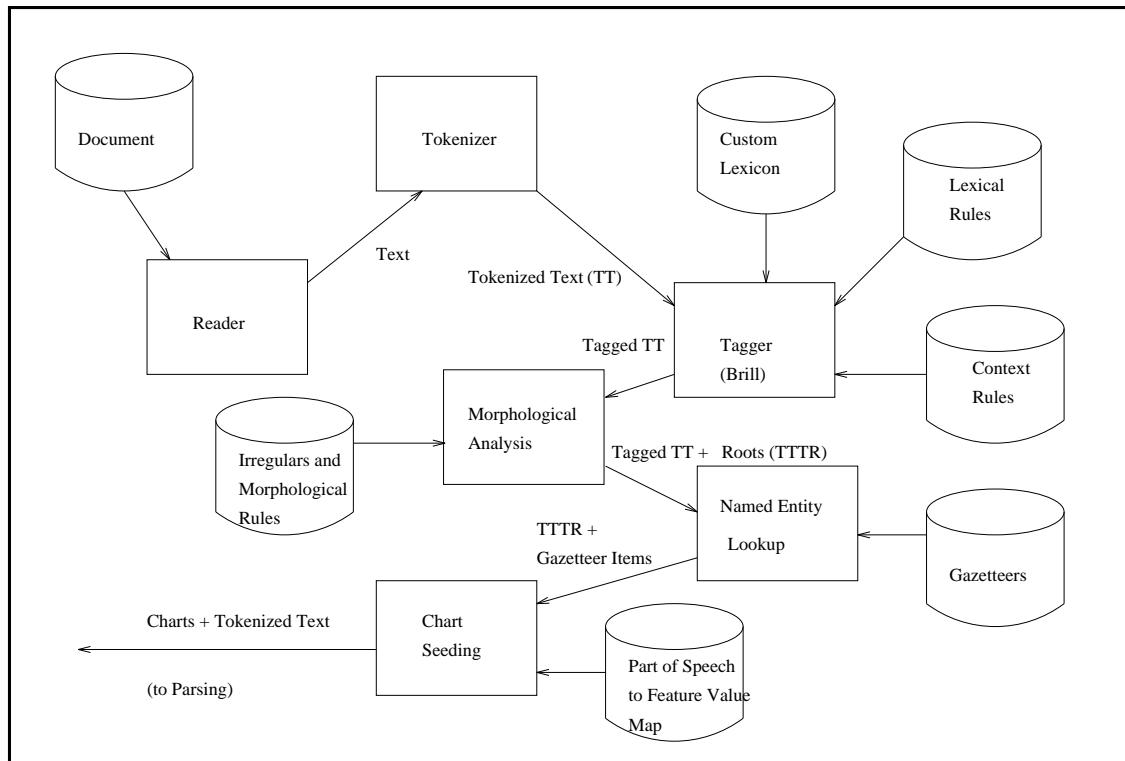 Document
Tokenizer
Custom
Lexicon
Lexical
Rules
Text
Tokenized Text (TT)
Reader
Tagged TT
Tagger
(Brill)
Context
Rules
Morphological
Analysis
Irregulars and
Morphological
Rules
Tagged TT + Roots (TTTR)
Named Entity
Lookup
TTTR +
Gazetteer Items
Gazetteers
Charts + Tokenized Text
(to Parsing)
Chart
Seeding
Part of Speech
to Feature Value
Map